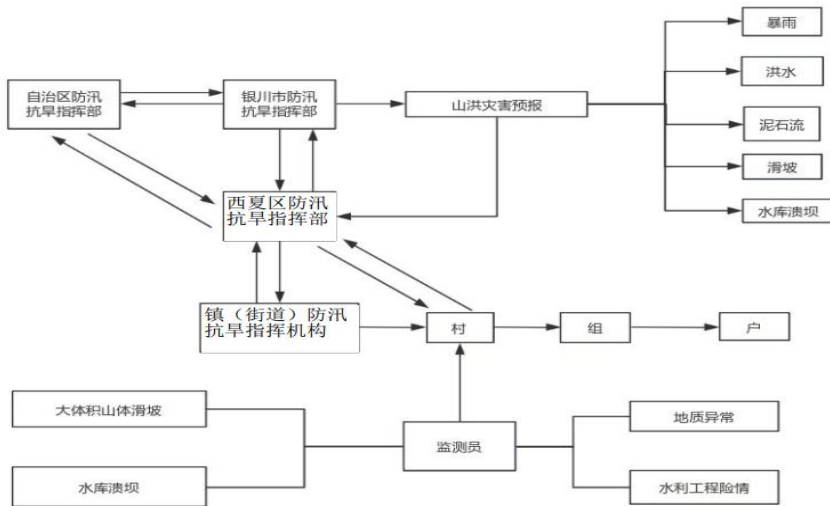 暴雨
自治区防汛
抗旱指挥部
银川市防汛
抗旱指挥部
山洪灾害预报
洪水
泥石流
滑坡
西夏区防汛
抗旱指挥部
水库溃坝
镇（街道）防汛
抗旱指挥机构
村
组
户
大体积山体滑坡
监测员
地质异常
水库溃坝
水利工程险情